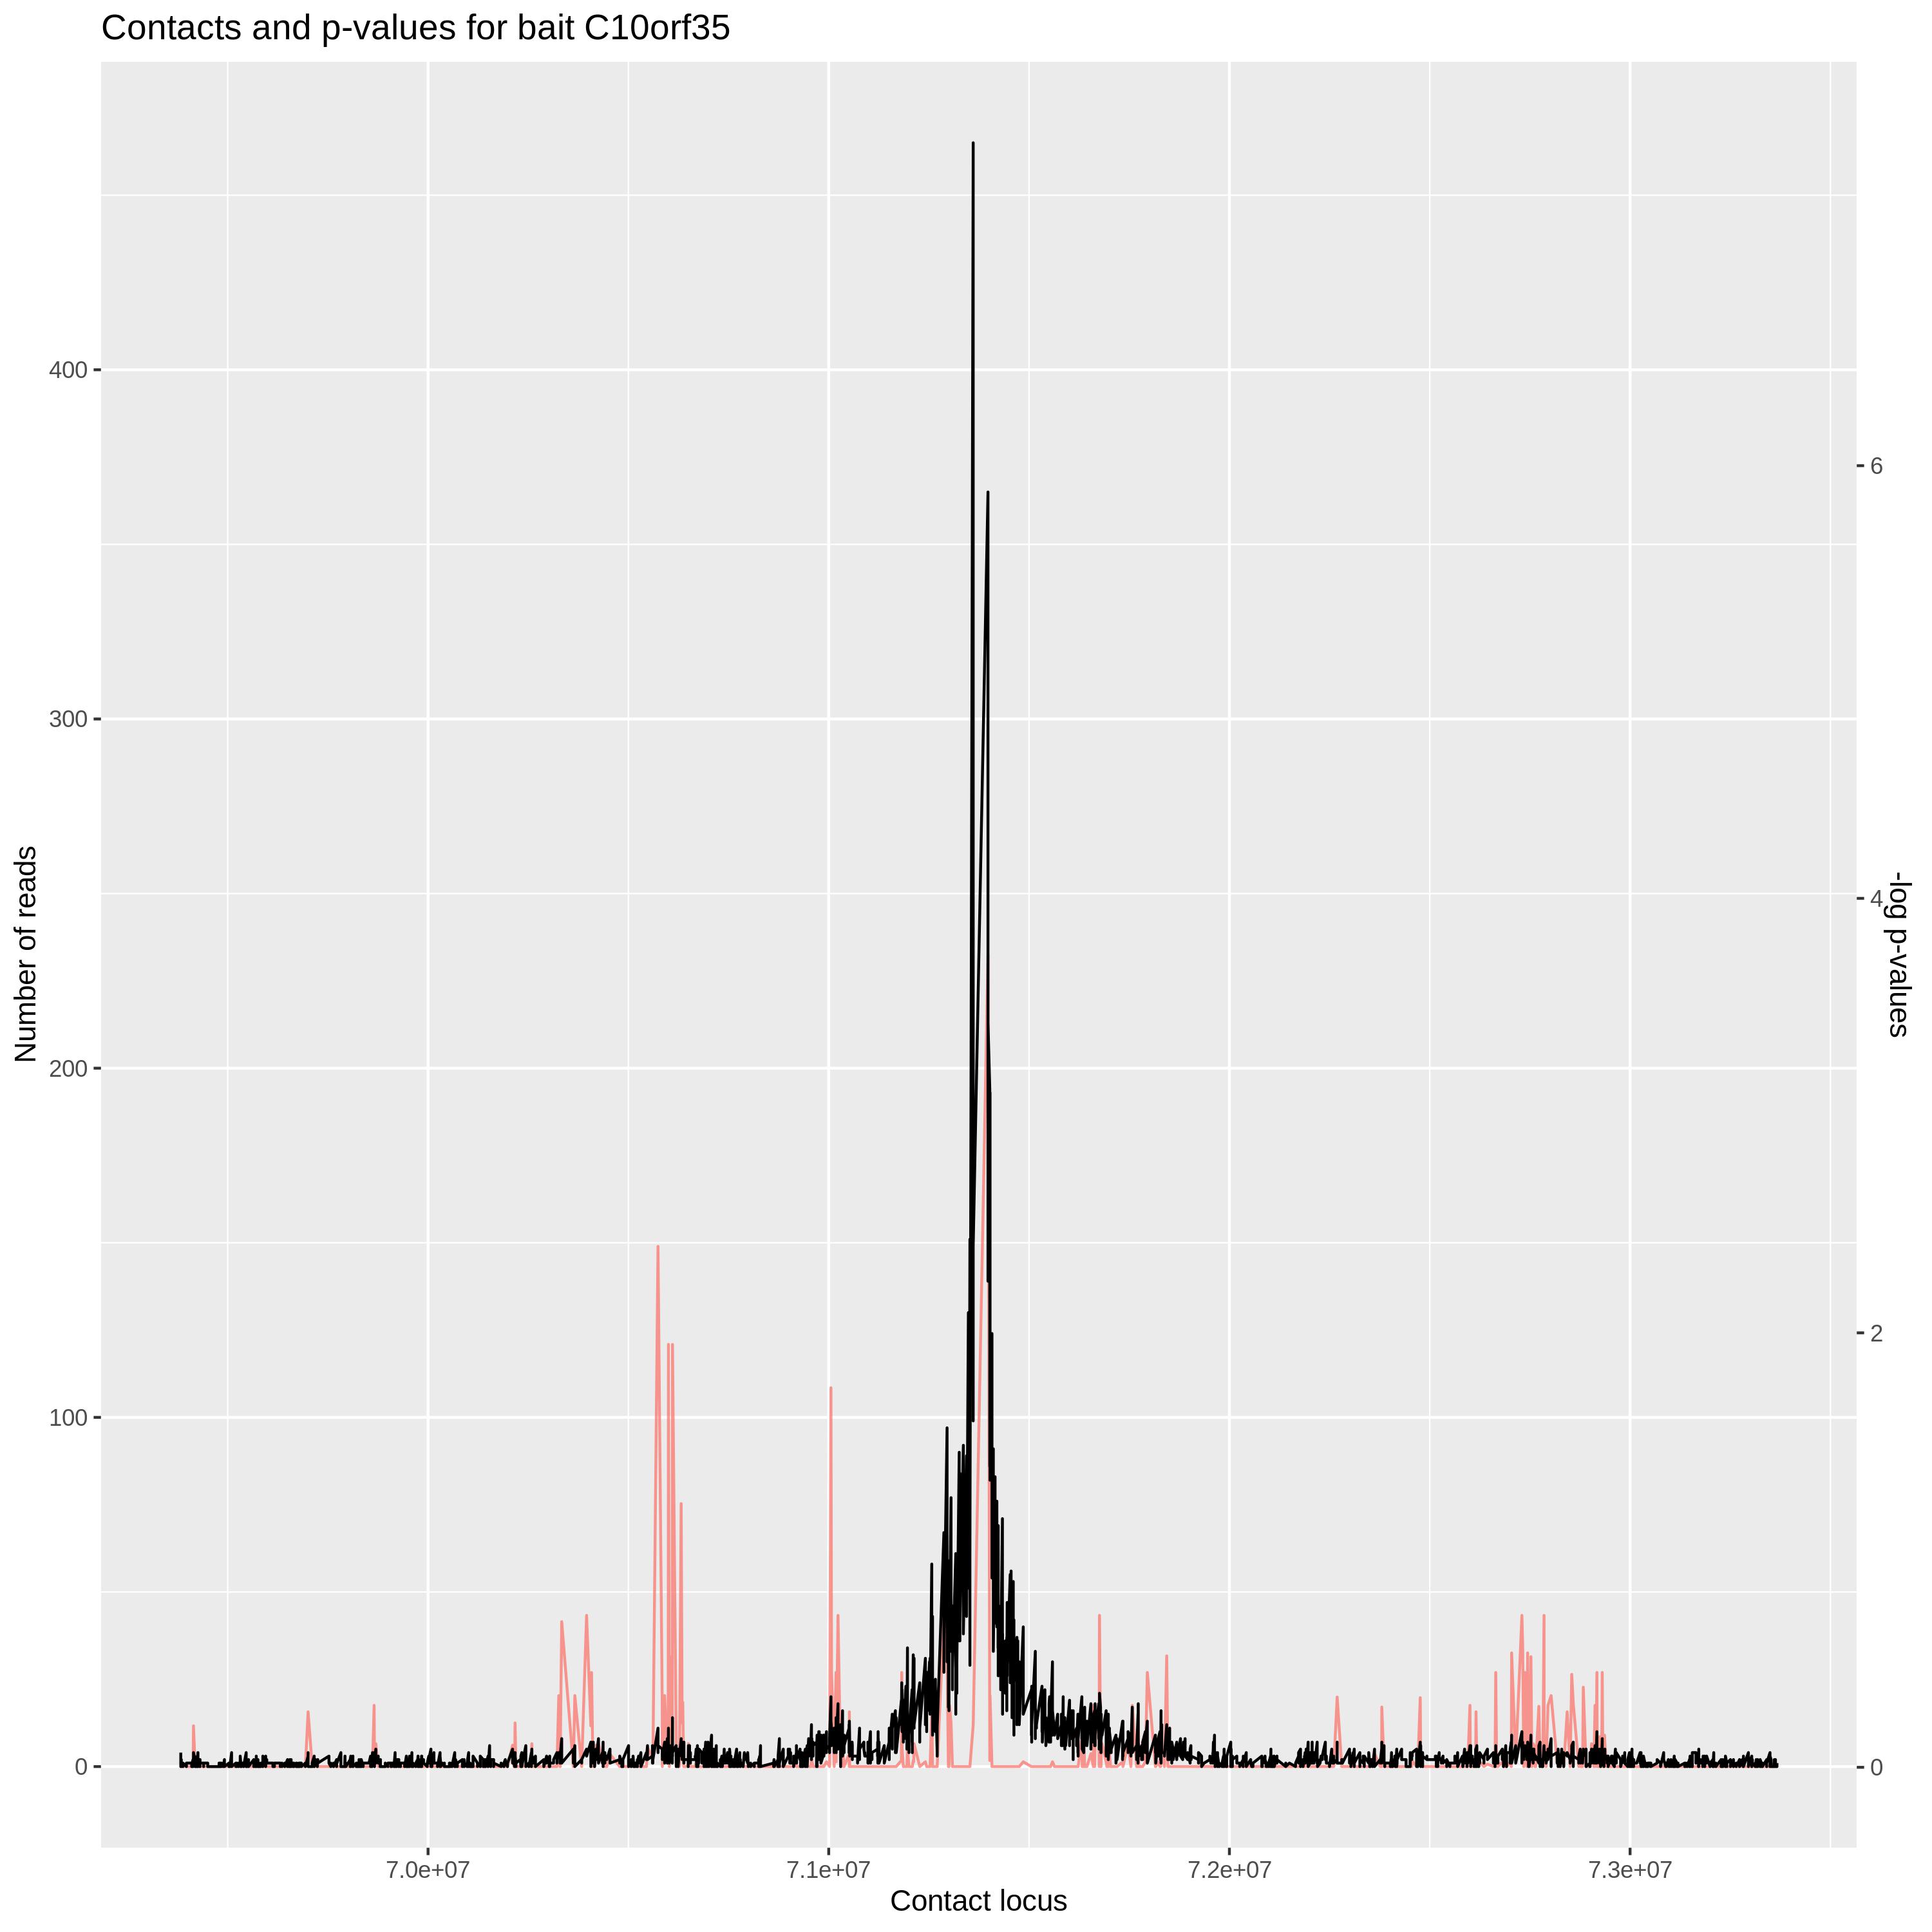 Contacts and p-values for bait C10orf35
Number of reads
400
300
200
100
0
6
4
2
0
-log p-values
7.0e+07
7.1e+07
7.2e+07
7.3e+07
Contact locus